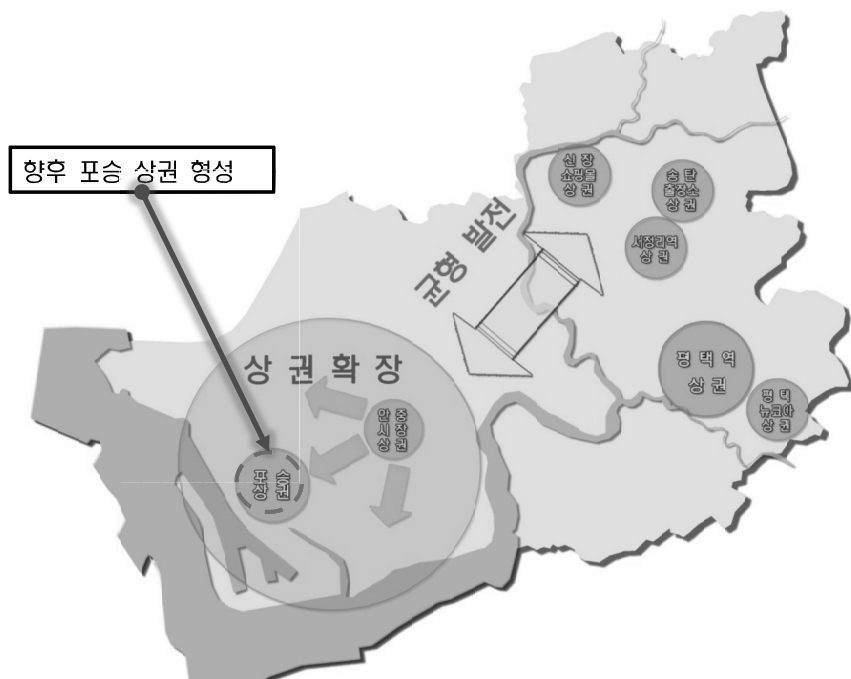 향후 포승 상권 형성
신 장
쇼핑몰
상 권
송 탄
출장소
상 권
서정리역
상 권
균형 발전
평 택 역
상 권
평 택
뉴코아
상 권
상 권 확 장
안 중
시 장
상 권
포 승
상 권